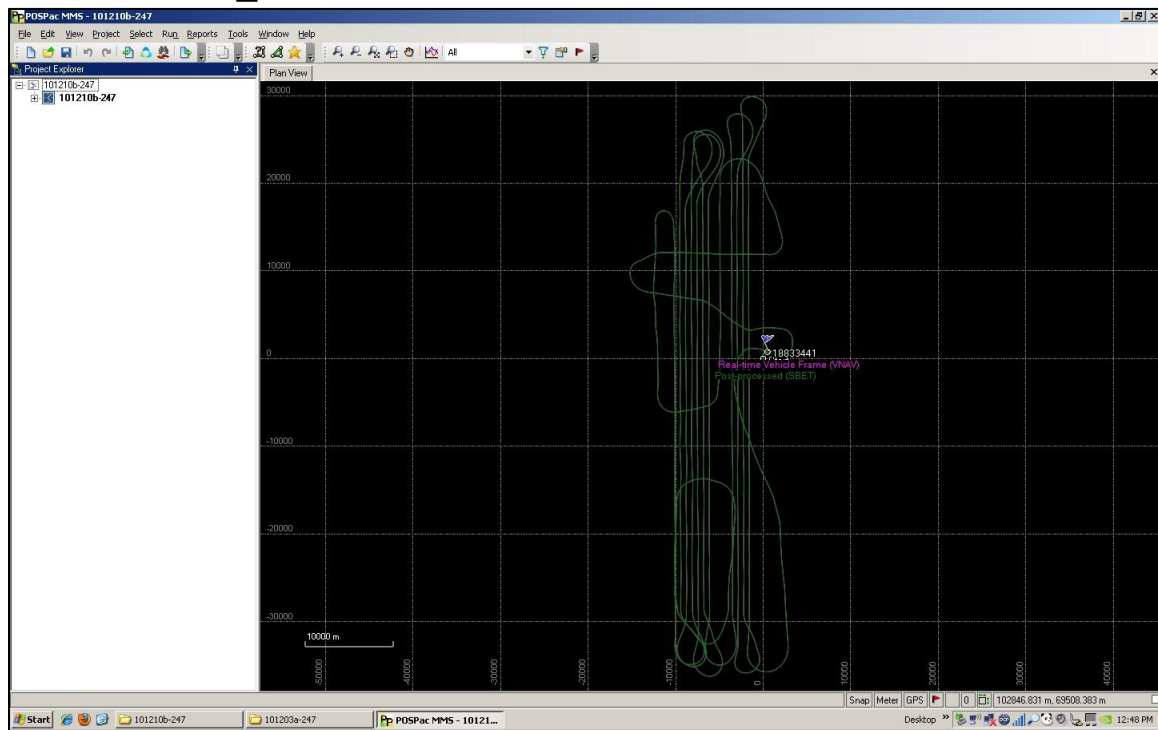 POSPac MMS - 101210b-247
File Edit View Project Select Run Reports Tools Window Help
All
Project Explorer
Plan View
101210b-247
101210b-247
30000
20000
10000
0
18833441
Real-time Vehicle Frame (VNAV)
Post-processed (SBET)
-10000
-20000
-30000
10000 m
-50000 -40000 -30000 -20000 -10000 0 10000 20000 30000 40000
Snap Meter GPS 0 102846.831 m, 69508.383 m
Start 101210b-247 101203a-247 POSPac MMS - 10121... Desktop » 12:48 PM